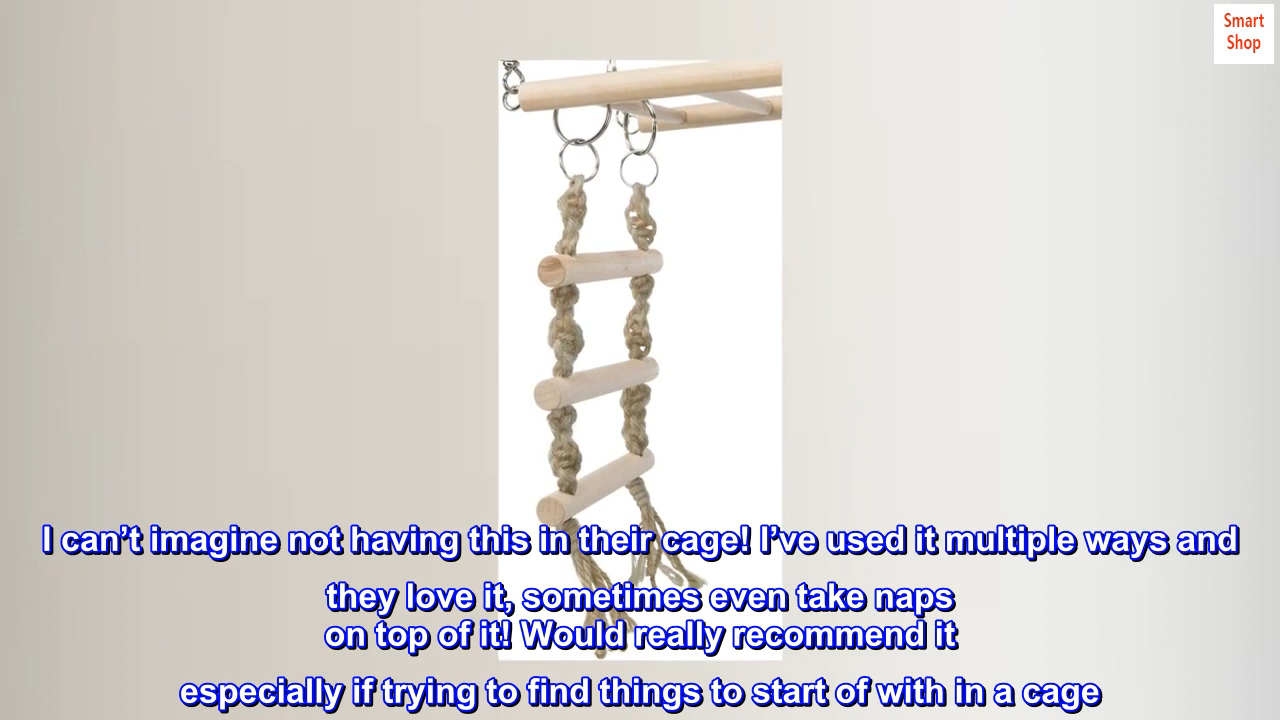 Smart
Shop
I can’t imagine not having this in their cage! I’ve used it multiple ways and
they love it, sometimes even take naps
on top of it! Would really recommend it
especially if trying to find things to start of with in a cage